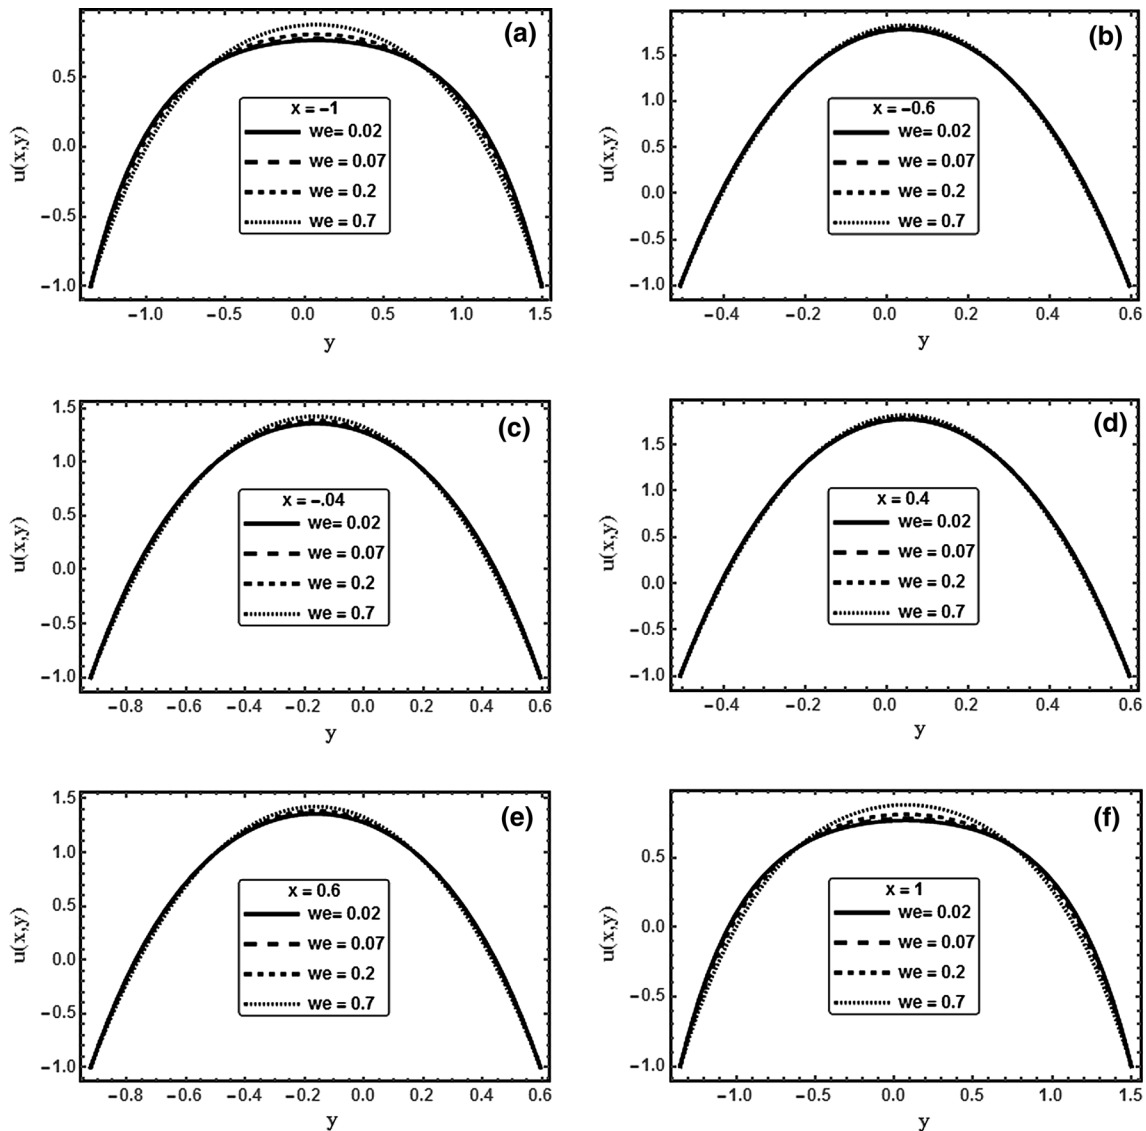 (a)
u(x,y)
0.5
0.0
−0.5
−1.0
x = −1
we= 0.02
we = 0.07
we = 0.2
we = 0.7
−1.0 −0.5 0.0 0.5 1.0 1.5
y
(b)
u(x,y)
1.5
1.0
0.5
0.0
−0.5
−1.0
x = −0.6
we= 0.02
we = 0.07
we = 0.2
we = 0.7
−0.4 −0.2 0.0 0.2 0.4 0.6
y
(c)
u(x,y)
1.5
1.0
0.5
0.0
−0.5
−1.0
x = −.04
we= 0.02
we = 0.07
we = 0.2
we = 0.7
−0.8 −0.6 −0.4 −0.2 0.0 0.2 0.4 0.6
y
(d)
u(x,y)
1.5
1.0
0.5
0.0
−0.5
−1.0
x = 0.4
we= 0.02
we = 0.07
we = 0.2
we = 0.7
−0.4 −0.2 0.0 0.2 0.4 0.6
y
(e)
u(x,y)
1.5
1.0
0.5
0.0
−0.5
−1.0
x = 0.6
we= 0.02
we = 0.07
we = 0.2
we = 0.7
−0.8 −0.6 −0.4 −0.2 0.0 0.2 0.4 0.6
y
(f)
u(x,y)
0.5
0.0
−0.5
−1.0
x = 1
we= 0.02
we = 0.07
we = 0.2
we = 0.7
−1.0 −0.5 0.0 0.5 1.0 1.5
y